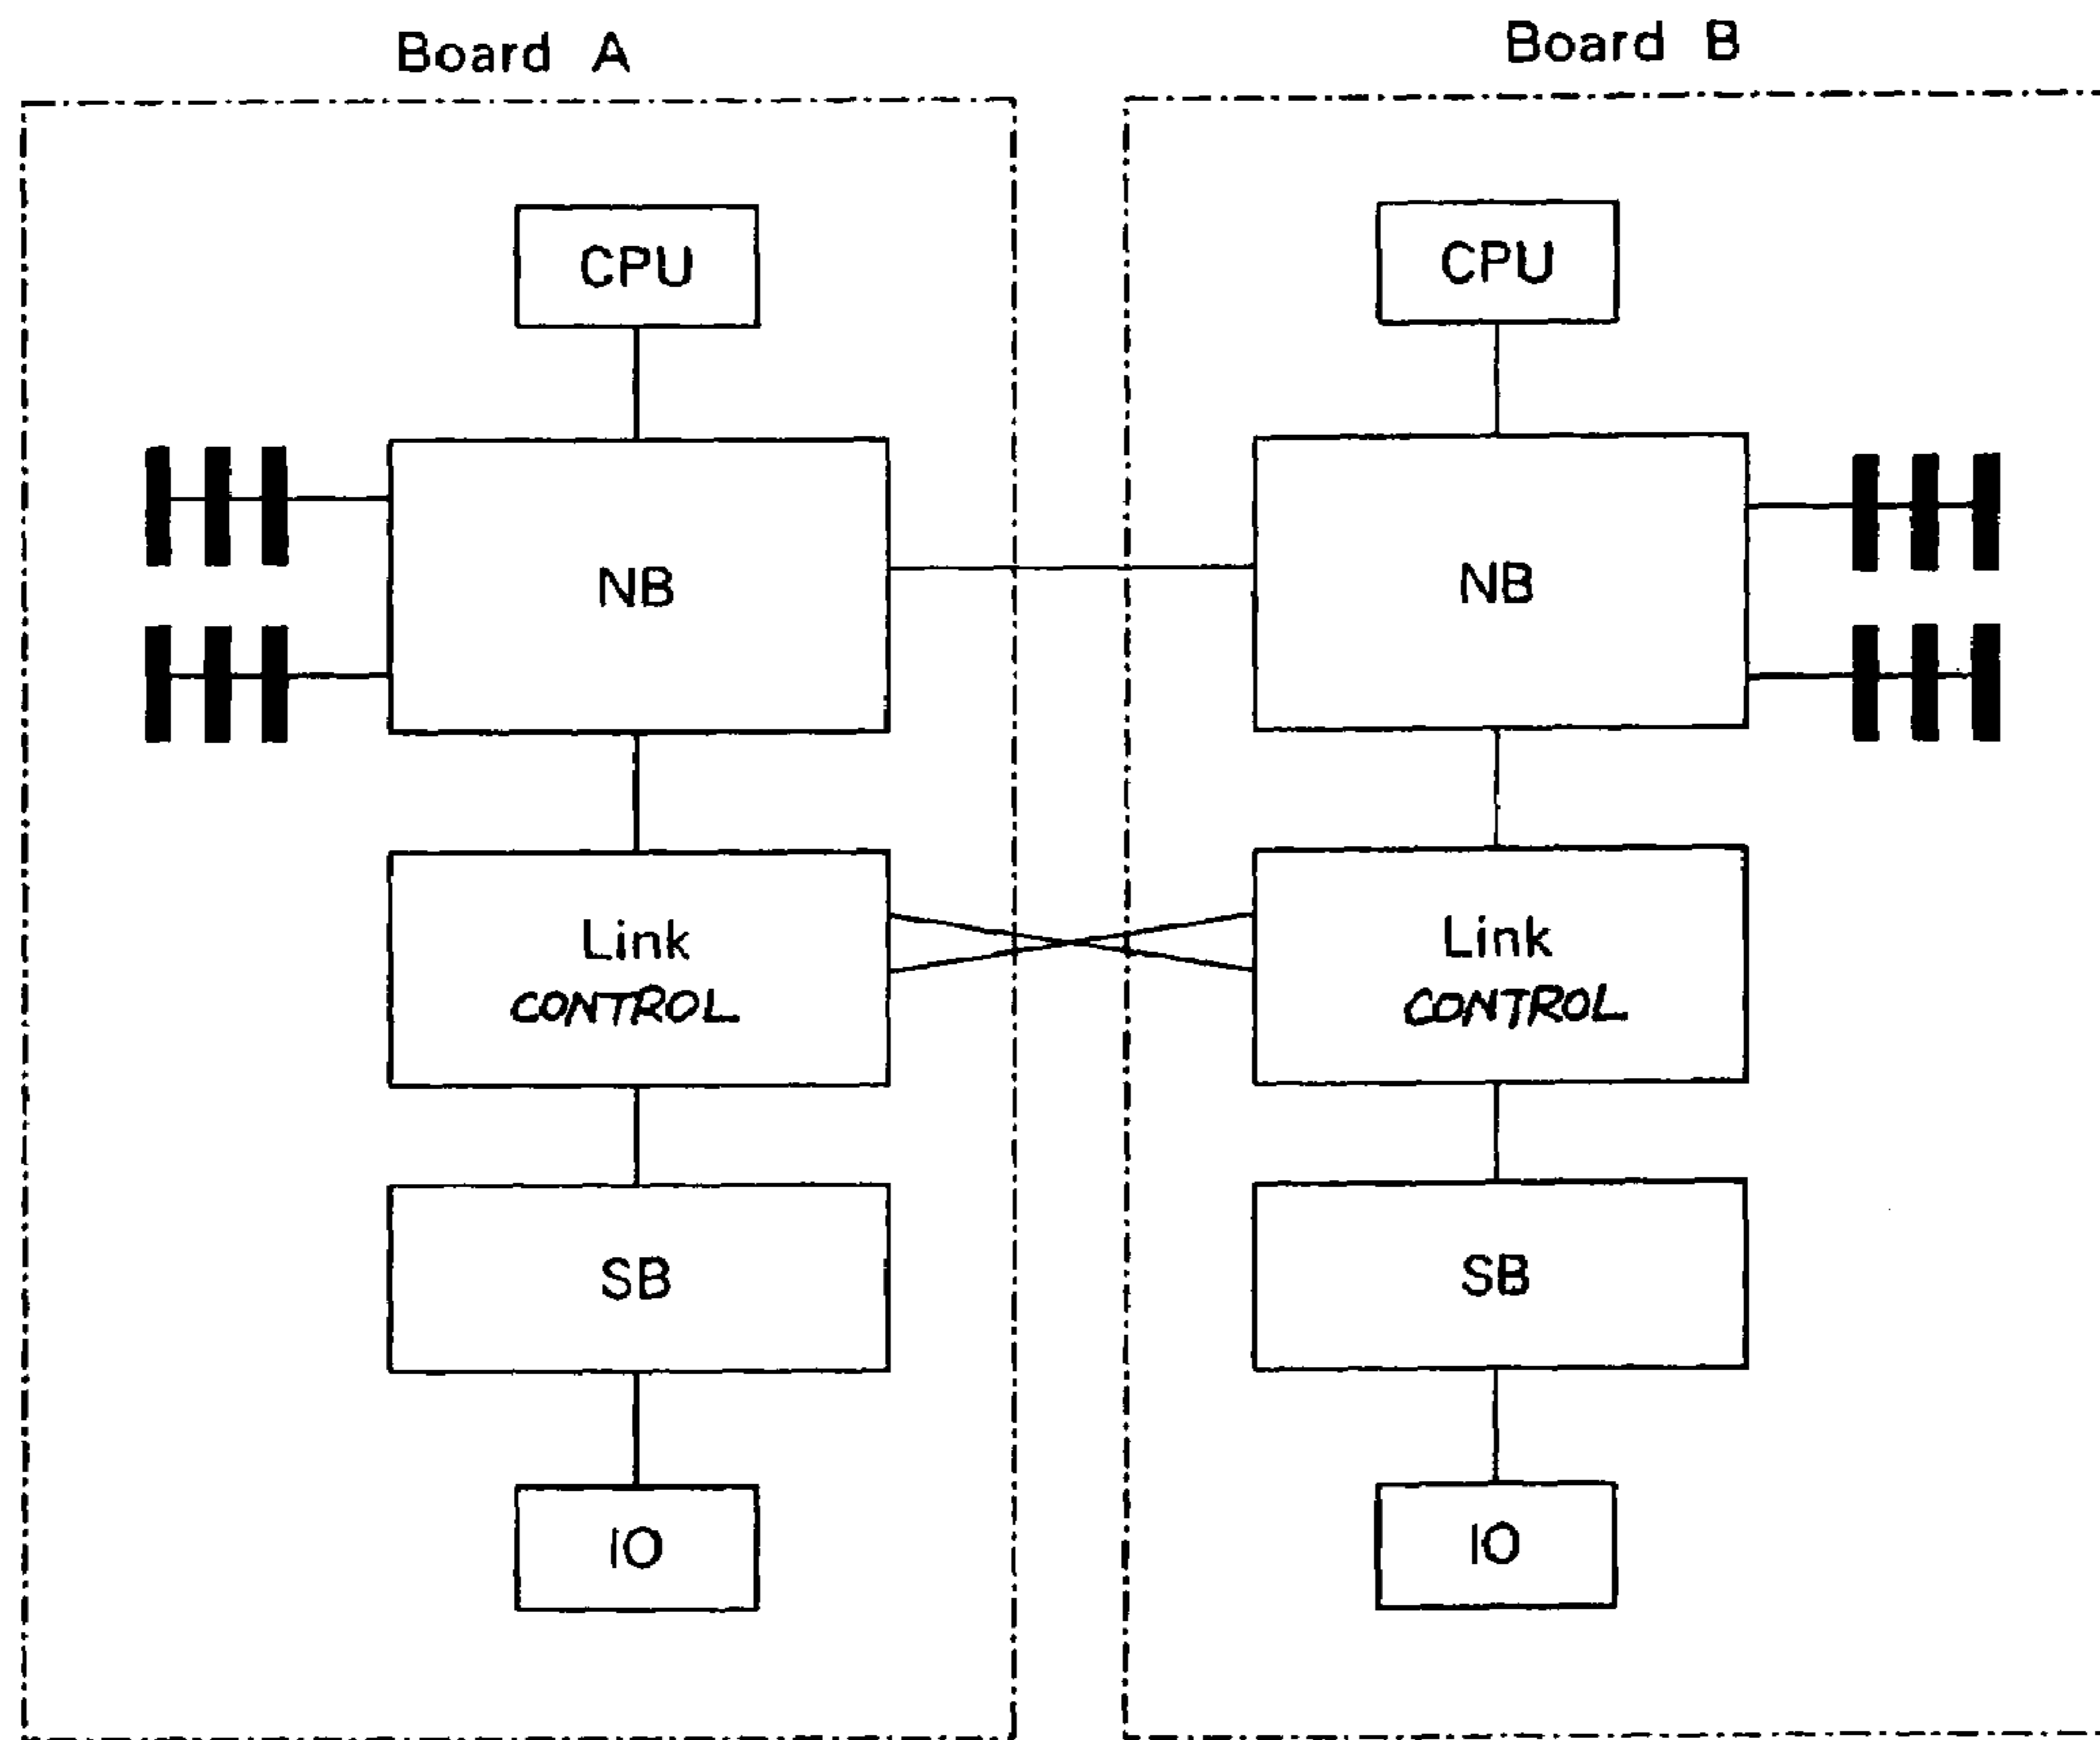 Board A
Board B
CPU
CPU
NB
NB
Link
CONTROL
Link
CONTROL
SB
SB
IO
IO